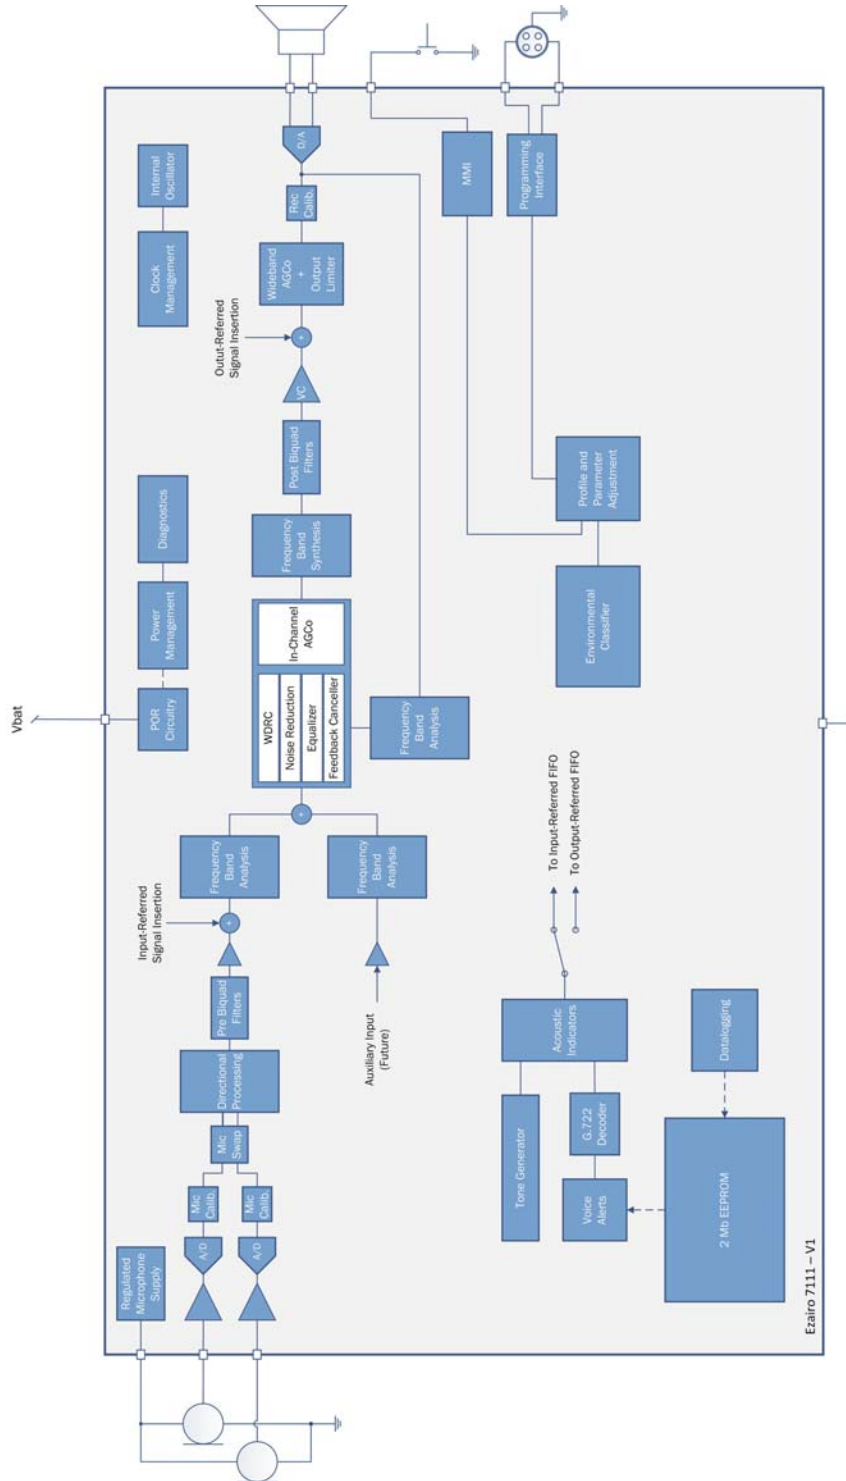 Vbat
Regulated
Microphone
Supply
A/D
A/D
Mic
Calib.
Mic
Calib.
Mic
Swap
Directional
Processing
Pre Biquad
Filters
Input-Referred
Signal Insertion
+
Frequency
Band
Analysis
Auxiliary Input
(Future)
Frequency
Band
Analysis
+
WDRC
Noise Reduction
Equalizer
Feedback Canceller
In-Channel
AGCo
Frequency
Band
Analysis
Frequency
Band
Synthesis
Post Biquad
Filters
VC
Outut-Referred
Signal Insertion
+
Wideband
AGCo
+
Output
Limiter
Rec
Calib.
D/A
POR
Circuitry
Power
Management
Diagnostics
Clock
Management
Internal
Oscillator
MMI
Programming
Interface
Profile and
Parameter
Adjustment
Environmental
Classifier
To Input-Referred FIFO
To Output-Referred FIFO
Acoustic
Indicators
Tone Generator
G.722
Decoder
Voice
Alerts
2 Mb EEPROM
Datalogging
Ezairo 7111 – V1